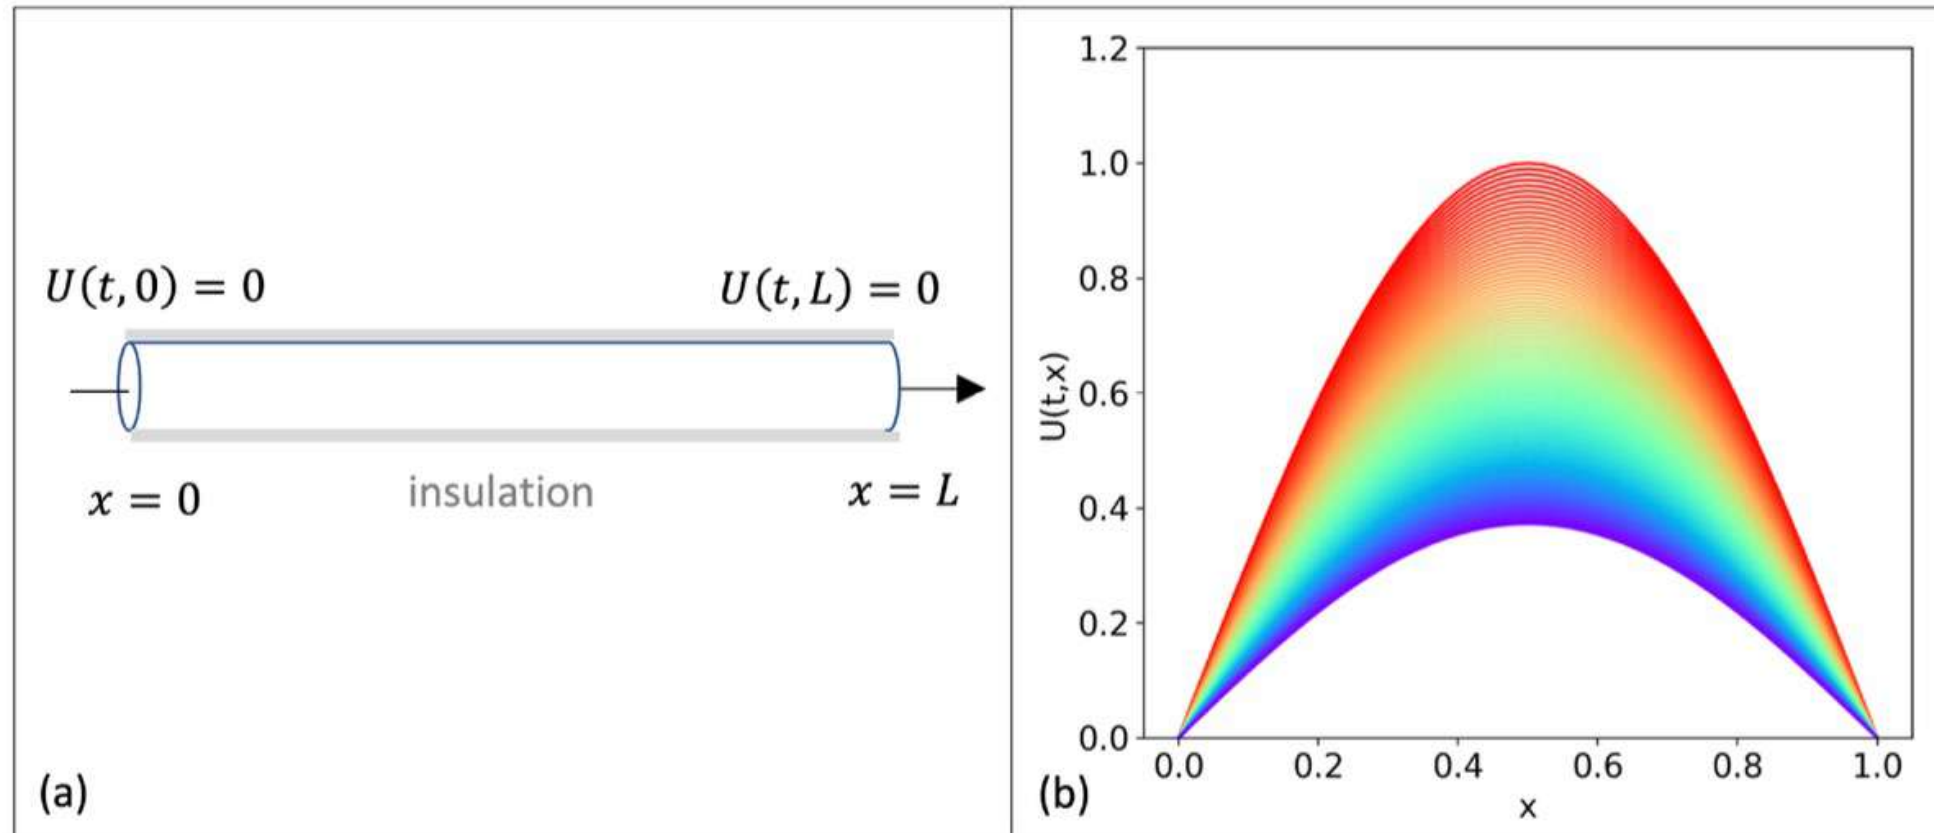 U(t, 0) = 0
U(t, L) = 0
x = 0
insulation
x = L
(a)
1.2
1.0
0.8
0.6
0.4
0.2
0.0
U(t,x)
0.0 0.2 0.4 0.6 0.8 1.0
x
(b)